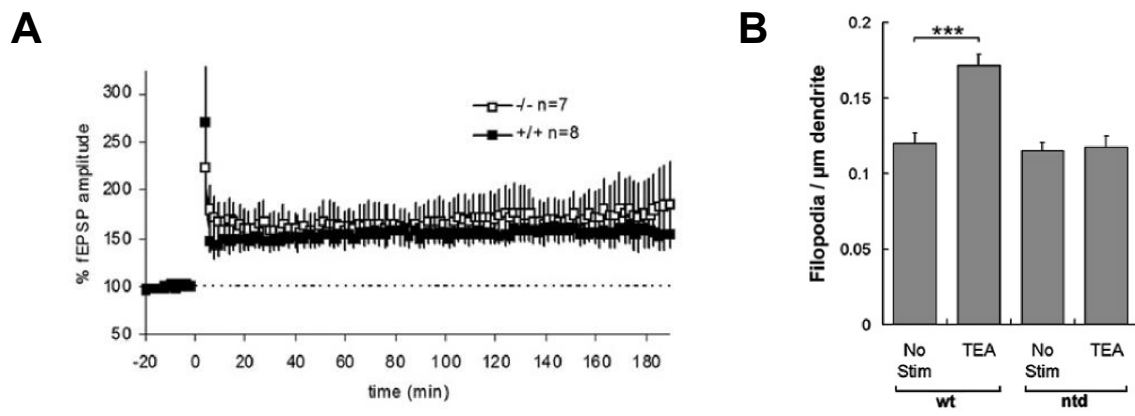 A
% fEPSP amplitude
300
250
200
150
100
50
-/- n=7
+/+ n=8
-20 0 20 40 60 80 100 120 140 160 180
time (min)
B
Filopodia / µm dendrite
0.2
0.15
0.1
0.05
0
***
No Stim
TEA
No Stim
TEA
wt
ntd